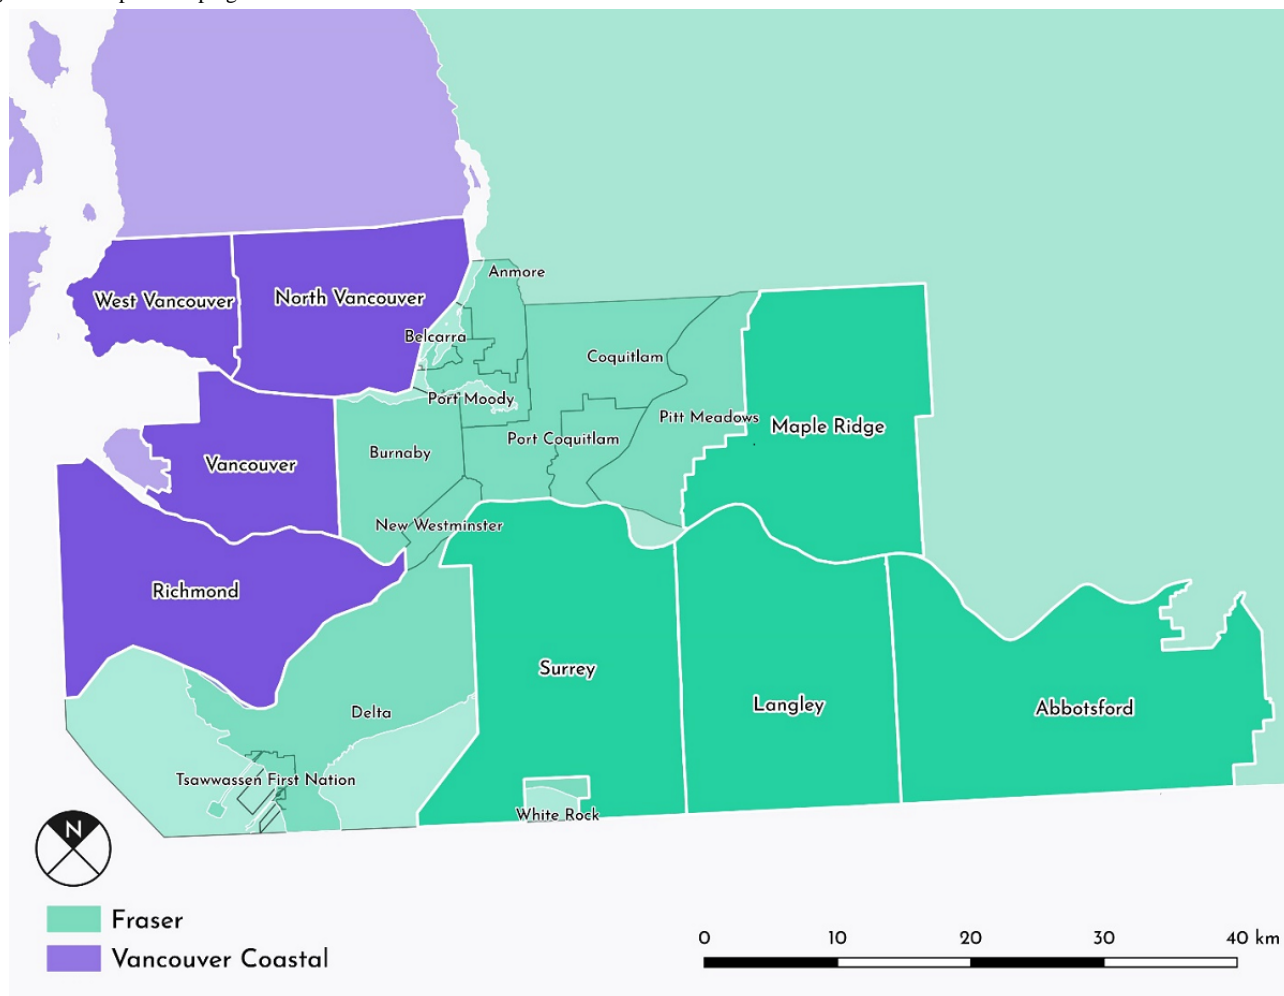 Anmore
West Vancouver
North Vancouver
Belcarra
Coquitlam
Port Moody
Pitt Meadows
Maple Ridge
Port Coquitlam
Burnaby
Vancouver
New Westminster
Richmond
Surrey
Langley
Abbotsford
Delta
Tsawwassen First Nation
White Rock
N
Fraser
Vancouver Coastal
0 10 20 30 40 km